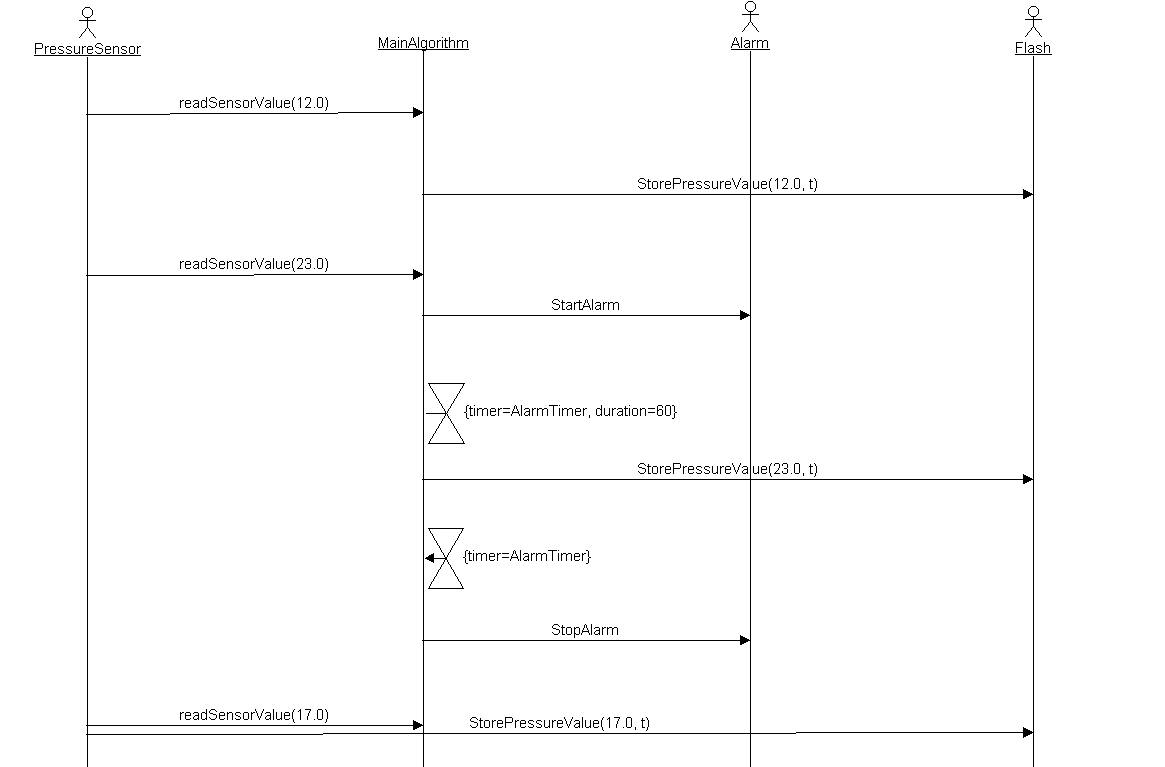 PressureSensor
MainAlgorithm
Alarm
Flash
readSensorValue(12.0)
StorePressureValue(12.0, t)
readSensorValue(23.0)
StartAlarm
{timer=AlarmTimer, duration=60}
StorePressureValue(23.0, t)
{timer=AlarmTimer}
StopAlarm
readSensorValue(17.0)
StorePressureValue(17.0, t)